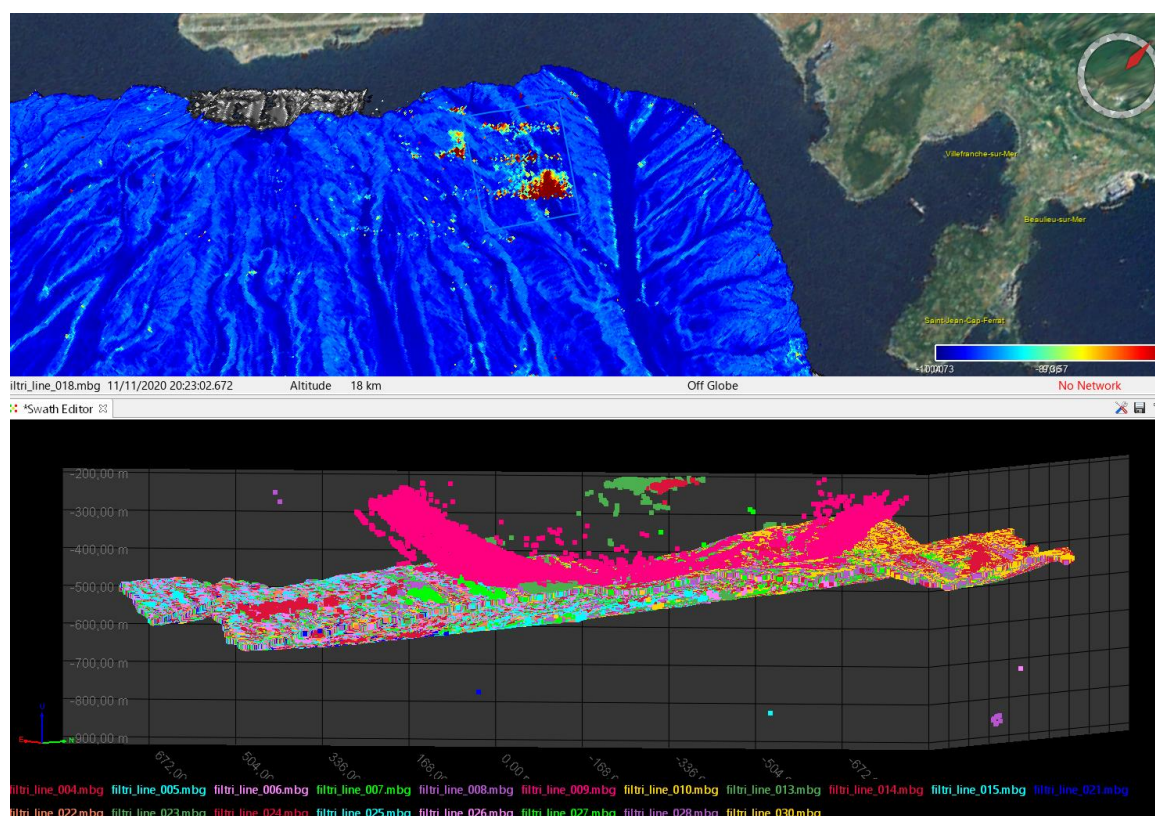 Villefranche-sur-Mer
Beaulieu-sur-Mer
Saint-Jean-Cap-Ferrat
iltri_line_018.mbg 11/11/2020 20:23:02.672 Altitude 18 km Off Globe No Network
*Swath Editor
-200,00 m
-300,00 m
-400,00 m
-500,00 m
-600,00 m
-700,00 m
-800,00 m
-900,00 m
672,00 504,00 336,00 168,00 0,00 -168,00 -336,00 -504,00 -672,00
filtri_line_004.mbg filtri_line_005.mbg filtri_line_006.mbg filtri_line_007.mbg filtri_line_008.mbg filtri_line_009.mbg filtri_line_010.mbg filtri_line_013.mbg filtri_line_014.mbg filtri_line_015.mbg filtri_line_021.mbg
filtri_line_022.mbg filtri_line_023.mbg filtri_line_024.mbg filtri_line_025.mbg filtri_line_026.mbg filtri_line_027.mbg filtri_line_028.mbg filtri_line_030.mbg